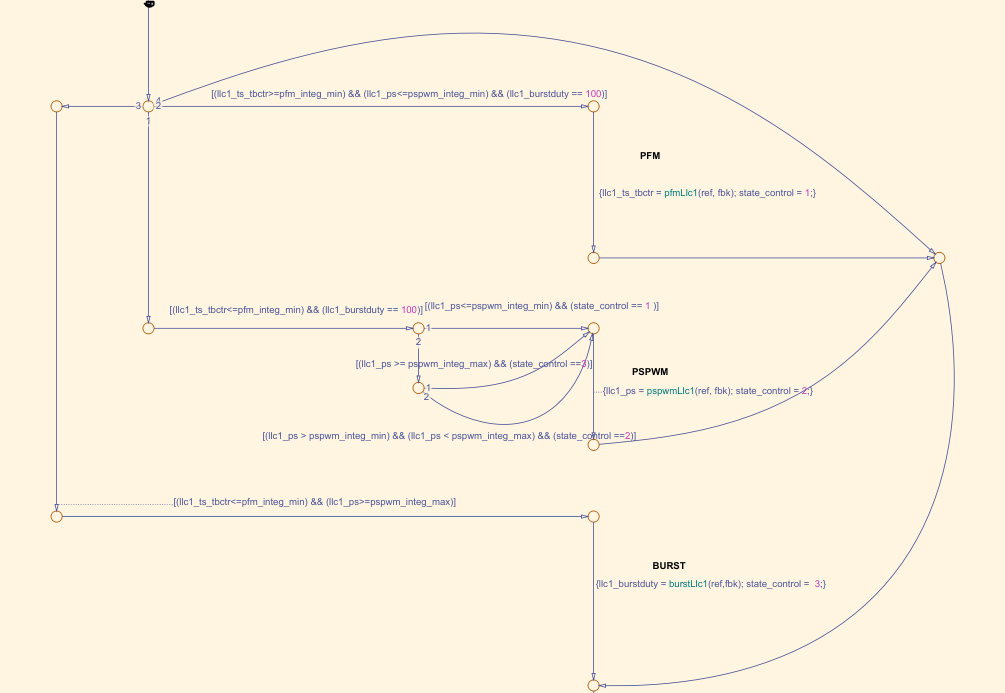 4
[(llc1_ts_tbctr>=pfm_integ_min) && (llc1_ps<=pspwm_integ_min) && (llc1_burstduty == 100)]
3
2
1
PFM
{llc1_ts_tbctr = pfmLlc1(ref, fbk); state_control = 1;}
[(llc1_ts_tbctr<=pfm_integ_min) && (llc1_burstduty == 100)]
[(llc1_ps<=pspwm_integ_min) && (state_control == 1 )]
1
2
[(llc1_ps >= pspwm_integ_max) && (state_control ==3)]
PSPWM
1
2
{llc1_ps = pspwmLlc1(ref, fbk); state_control = 2;}
[(llc1_ps > pspwm_integ_min) && (llc1_ps < pspwm_integ_max) && (state_control ==2)]
[(llc1_ts_tbctr<=pfm_integ_min) && (llc1_ps>=pspwm_integ_max)]
BURST
{llc1_burstduty = burstLlc1(ref,fbk); state_control = 3;}